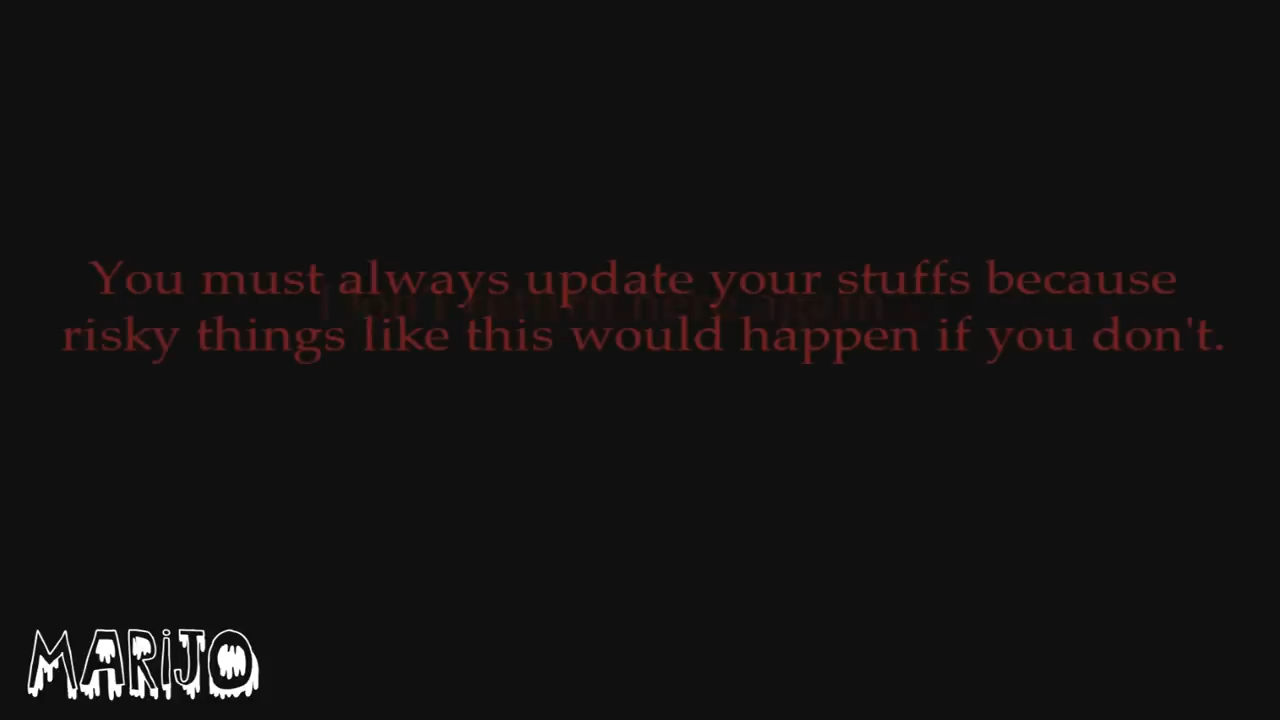 You must always update your stuffs because
risky things like this would happen if you don't.
MARiJO